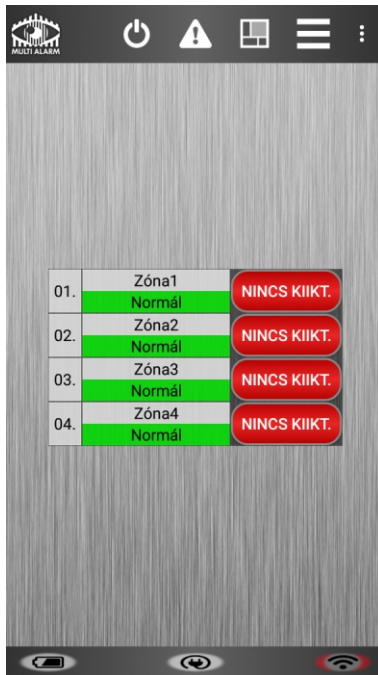 MULTI ALARM
01.
Zóna1
Normál
NINCS KIIKT.
02.
Zóna2
Normál
NINCS KIIKT.
03.
Zóna3
Normál
NINCS KIIKT.
04.
Zóna4
Normál
NINCS KIIKT.